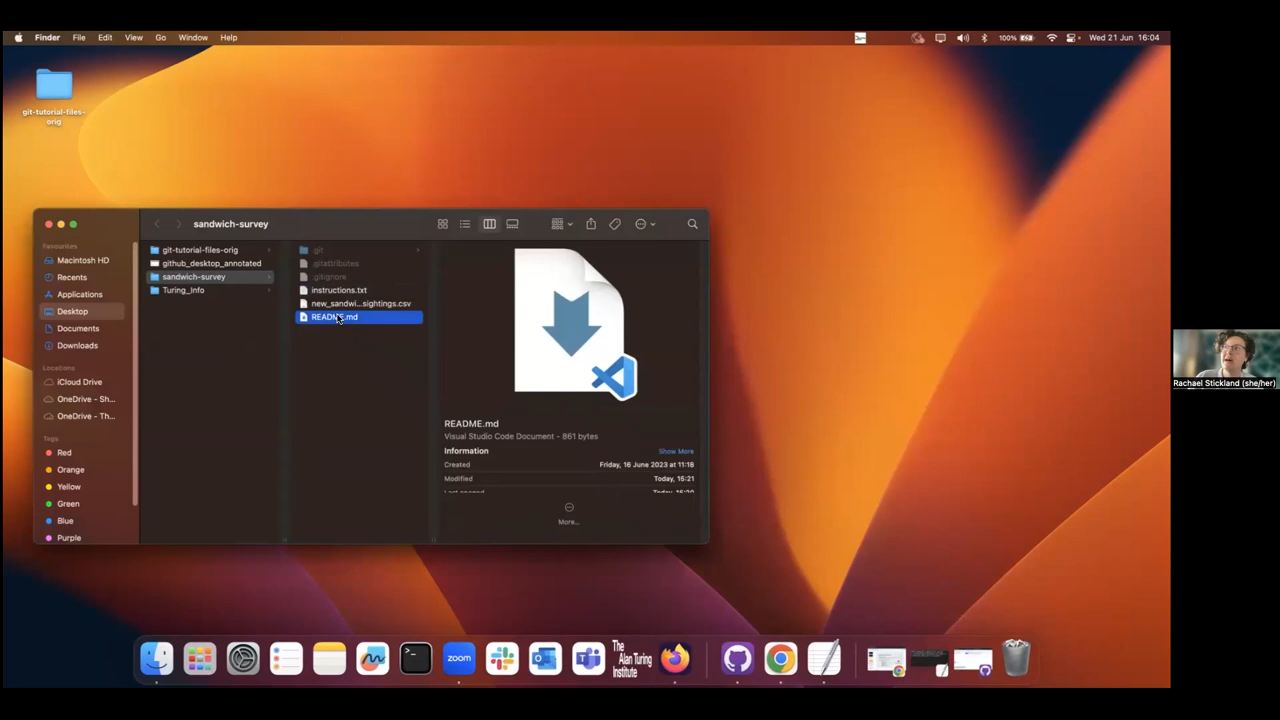 Finder File Edit View Go Window Help
100% Wed 21 Jun 16:04
git-tutorial-files-
orig
sandwich-survey
Favourites
Macintosh HD
Recents
Applications
Desktop
Documents
Downloads
Locations
iCloud Drive
OneDrive - Sh...
OneDrive - Th...
Tags
Red
Orange
Yellow
Green
Blue
Purple
git-tutorial-files-orig
github_desktop_annotated
sandwich-survey
Turing_Info
.git
.gitattributes
.gitignore
instructions.txt
new_sandwi...sightings.csv
README.md
README.md
Visual Studio Code Document - 861 bytes
Information Show More
Created Friday, 16 June 2023 at 11:18
Modified Today, 15:21
More...
zoom
The
Alan Turing
Institute
Rachael Stickland (she/her)